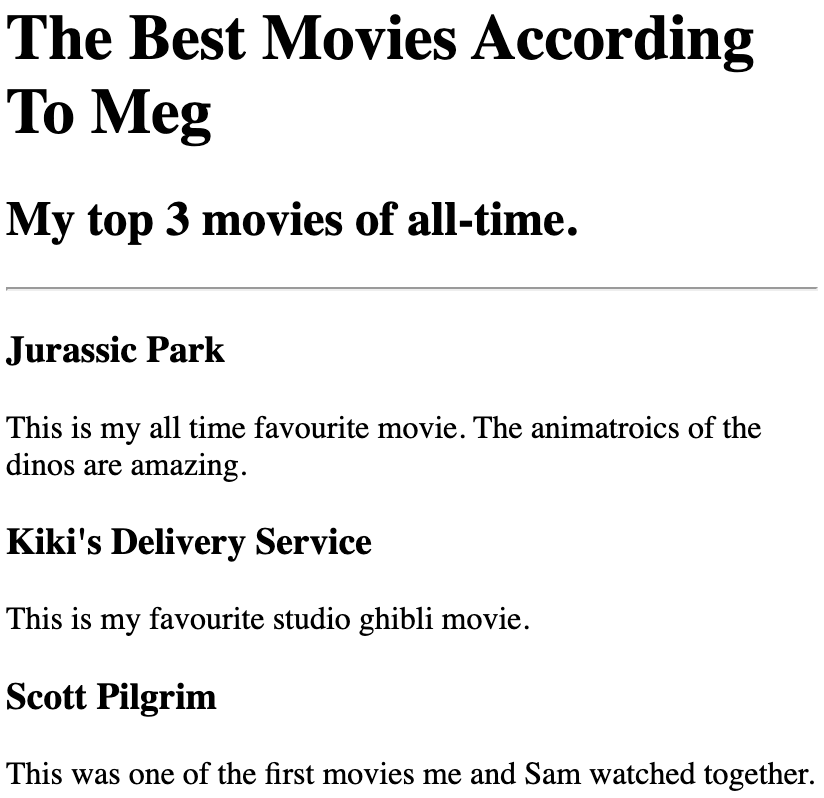 The Best Movies According
To Meg
My top 3 movies of all-time.
Jurassic Park
This is my all time favourite movie. The animatroics of the
dinos are amazing.
Kiki's Delivery Service
This is my favourite studio ghibli movie.
Scott Pilgrim
This was one of the first movies me and Sam watched together.